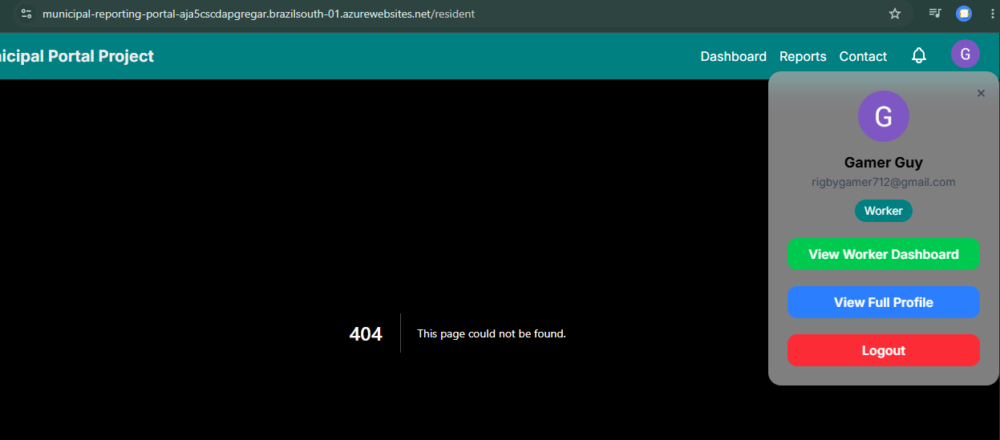 municipal-reporting-portal-aja5cscdapgregar.brazilsouth-01.azurewebsites.net/resident
icipal Portal Project
Dashboard Reports Contact
G
G
Gamer Guy
rigbygamer712@gmail.com
Worker
View Worker Dashboard
View Full Profile
Logout
404
This page could not be found.